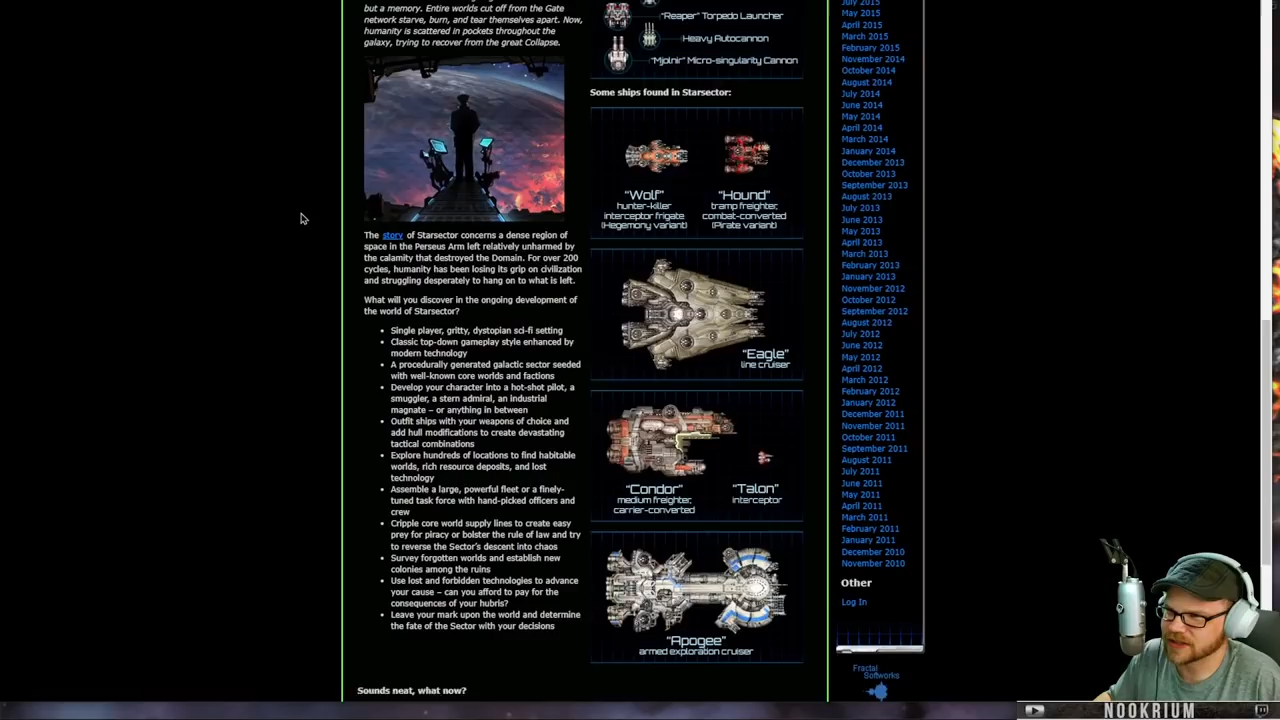 but a memory. Entire worlds cut off from the Gate
network starve, burn, and tear themselves apart. Now,
humanity is scattered in pockets throughout the
galaxy, trying to recover from the great Collapse.
The story of Starsector concerns a dense region of
space in the Perseus Arm left relatively unharmed by
the calamity that destroyed the Domain. For over 200
cycles, humanity has been losing its grip on civilization
and struggling desperately to hang on to what is left.
What will you discover in the ongoing development of
the world of Starsector?
Single player, gritty, dystopian sci-fi setting
Classic top-down gameplay style enhanced by
modern technology
A procedurally generated galactic sector seeded
with well-known core worlds and factions
Develop your character into a hot-shot pilot, a
smuggler, a stern admiral, an industrial
magnate – or anything in between
Outfit ships with your weapons of choice and
add hull modifications to create devastating
tactical combinations
Explore hundreds of locations to find habitable
worlds, rich resource deposits, and lost
technology
Assemble a large, powerful fleet or a finely-
tuned task force with hand-picked officers and
crew
Cripple core world supply lines to create easy
prey for piracy or bolster the rule of law and try
to reverse the Sector's descent into chaos
Survey forgotten worlds and establish new
colonies among the ruins
Use lost and forbidden technologies to advance
your cause – can you afford to pay for the
consequences of your hubris?
Leave your mark upon the world and determine
the fate of the Sector with your decisions
Sounds neat, what now?
"Reaper" Torpedo Launcher
Heavy Autocannon
"Mjolnir" Micro-singularity Cannon
Some ships found in Starsector:
"Wolf"
hunter-killer
interceptor frigate
(Hegemony variant)
"Hound"
tramp freighter,
combat-converted
(Pirate variant)
"Eagle"
line cruiser
"Condor"
medium freighter,
carrier-converted
"Talon"
interceptor
"Apogee"
armed exploration cruiser
July 2015
May 2015
April 2015
March 2015
February 2015
November 2014
October 2014
August 2014
July 2014
June 2014
May 2014
April 2014
March 2014
January 2014
December 2013
October 2013
September 2013
August 2013
July 2013
June 2013
May 2013
April 2013
March 2013
February 2013
January 2013
November 2012
October 2012
September 2012
August 2012
July 2012
June 2012
May 2012
April 2012
March 2012
February 2012
January 2012
December 2011
November 2011
October 2011
September 2011
August 2011
July 2011
June 2011
May 2011
April 2011
March 2011
February 2011
January 2011
December 2010
November 2010
Other
Log In
Fractal
Softworks
NOOKRIUM